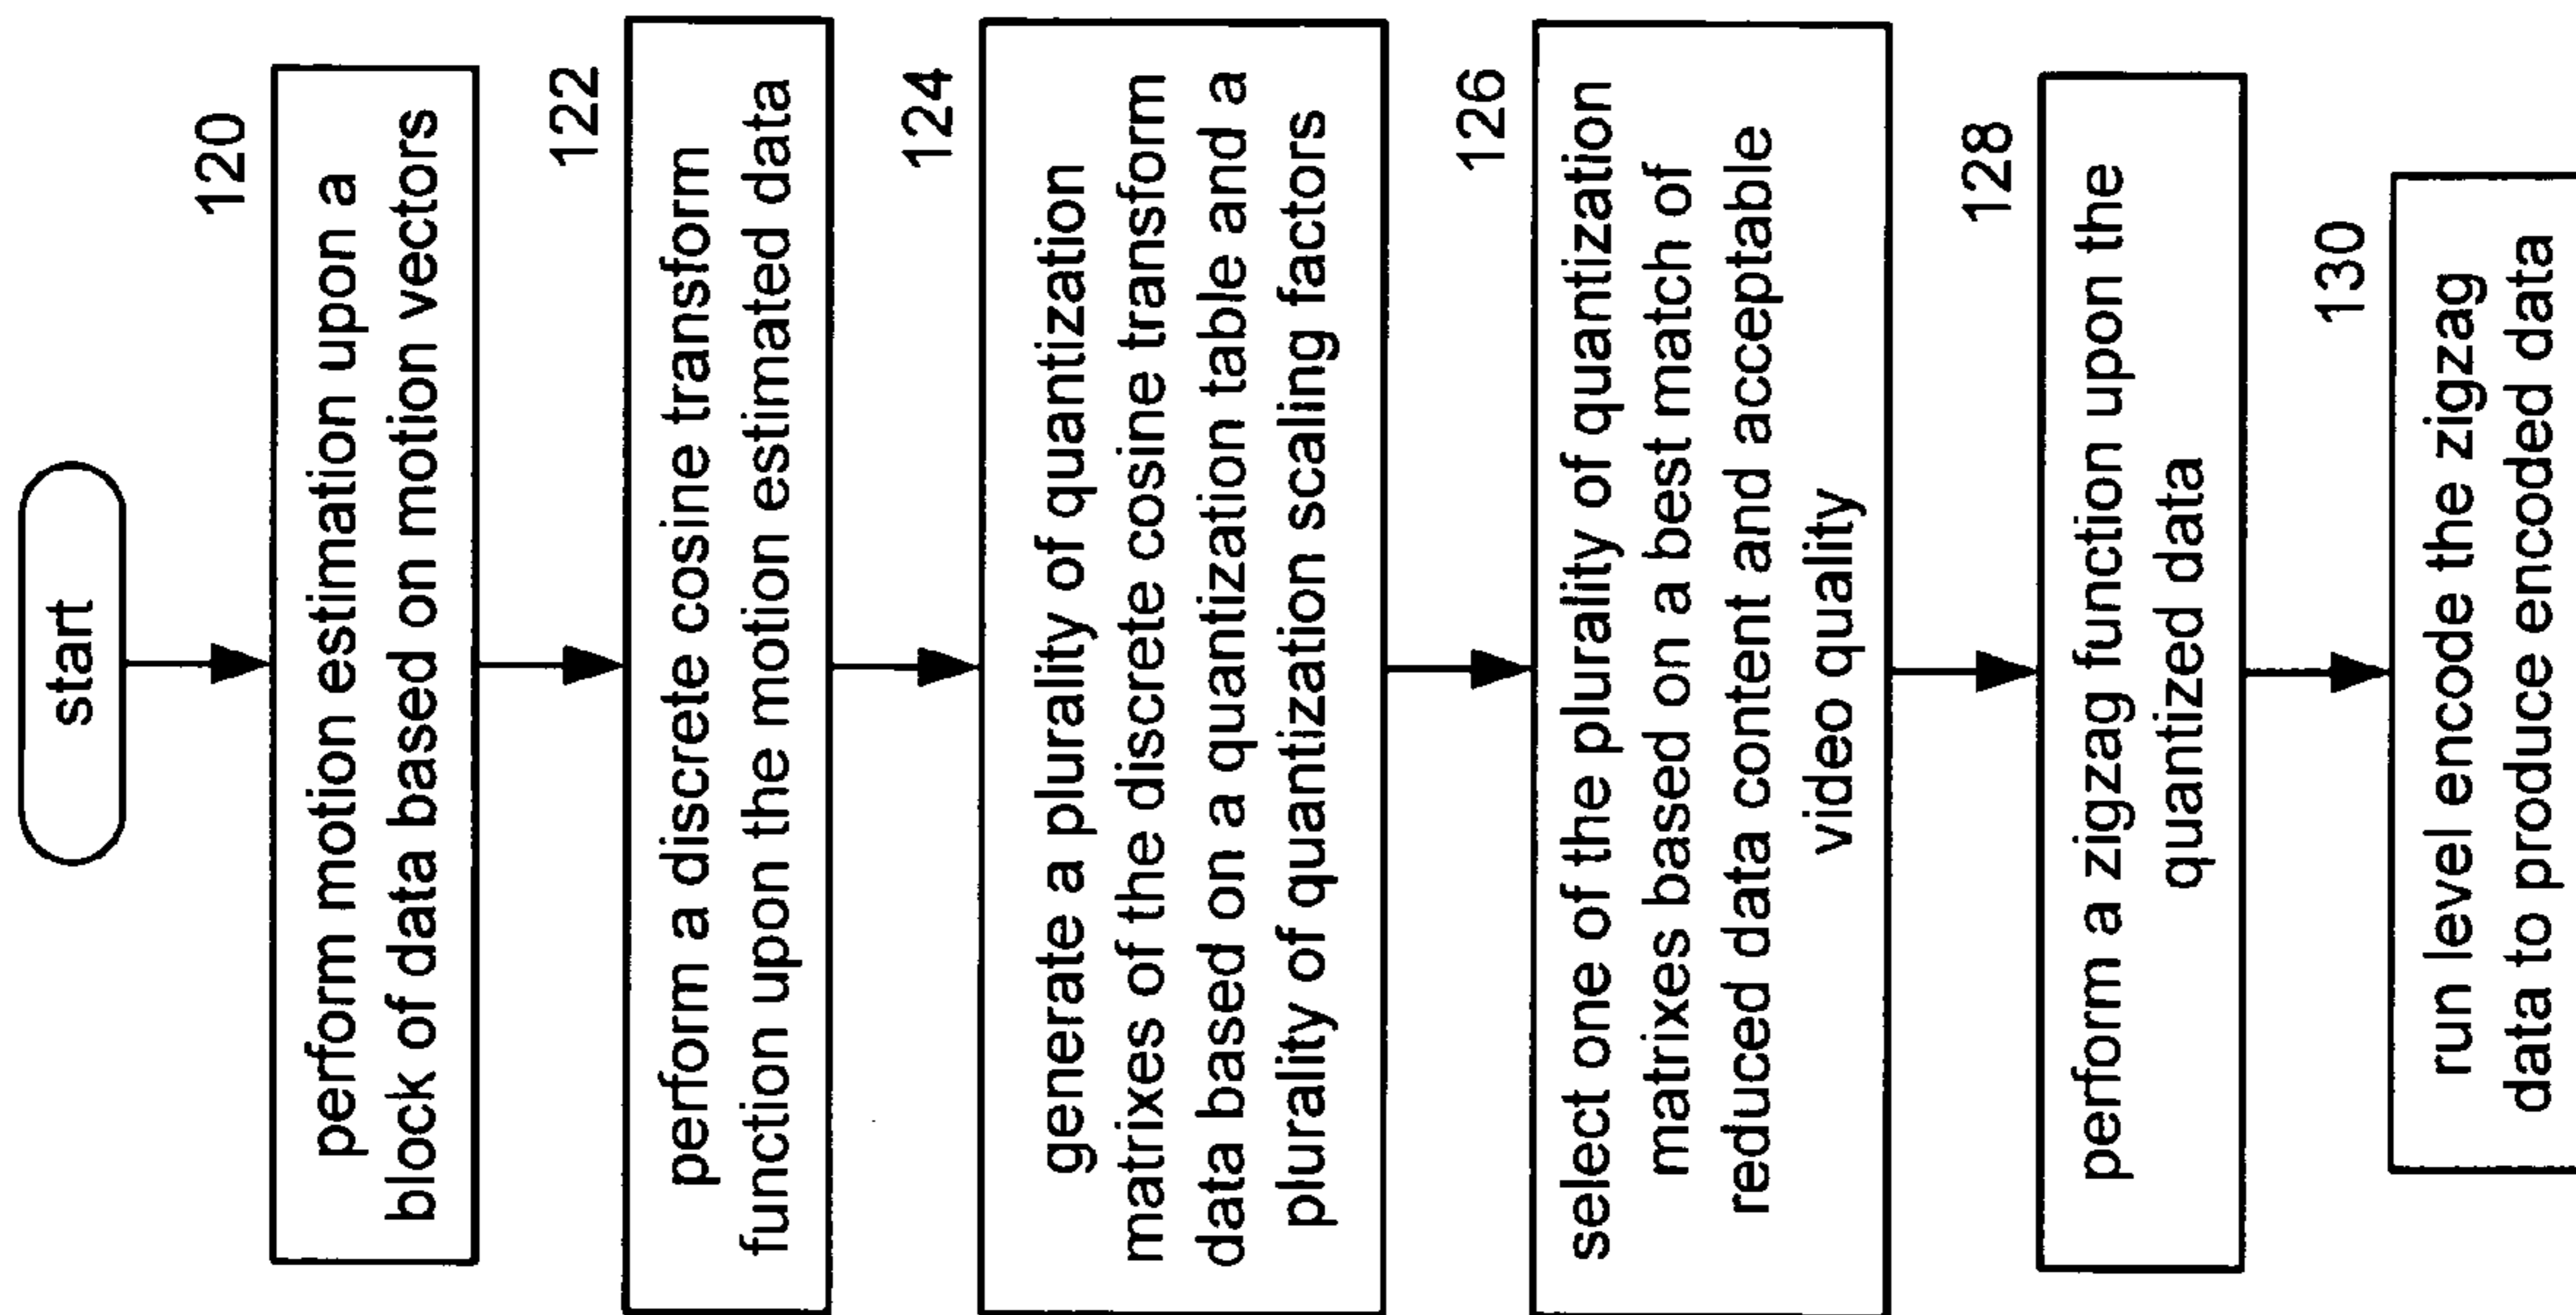 start
120
perform motion estimation upon a
block of data based on motion vectors
122
perform a discrete cosine transform
function upon the motion estimated data
124
generate a plurality of quantization
matrixes of the discrete cosine transform
data based on a quantization table and a
plurality of quantization scaling factors
126
select one of the plurality of quantization
matrixes based on a best match of
reduced data content and acceptable
video quality
128
perform a zigzag function upon the
quantized data
130
run level encode the zigzag
data to produce encoded data